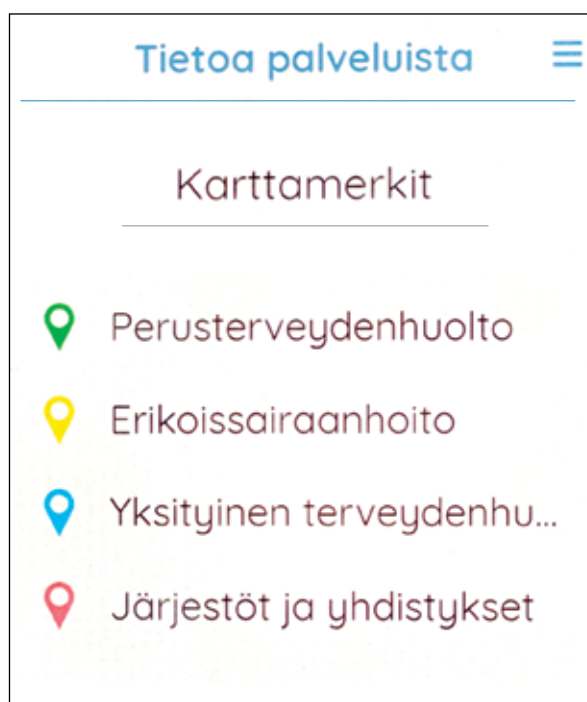 Tietoa palveluista
Karttamerkit
Perusterveydenhuolto
Erikoissairaanhoito
Yksityinen terveydenhu...
Järjestöt ja yhdistykset